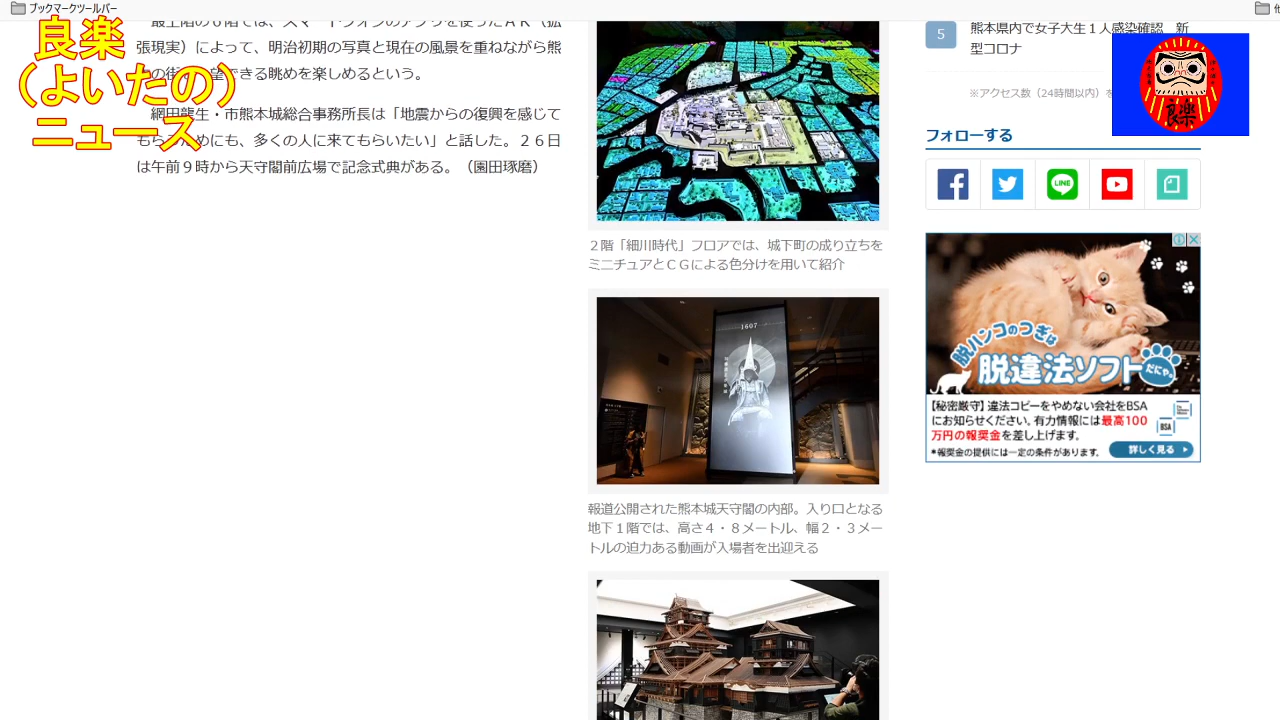 ブックマークツールバー
良楽
（よいたの）
ニュース
最上階の６階では、スマートフォンのアプリを使ったＡＲ（拡
張現実）によって、明治初期の写真と現在の風景を重ねながら熊
の街 望できる眺めを楽しめるという。
網田龍生・市熊本城総合事務所長は「地震からの復興を感じて
もら めにも、多くの人に来てもらいたい」と話した。２６日
は午前９時から天守閣前広場で記念式典がある。（園田琢磨）
２階「細川時代」フロアでは、城下町の成り立ちを
ミニチュアとＣＧによる色分けを用いて紹介
1607
報道公開された熊本城天守閣の内部。入り口となる
地下１階では、高さ４・８メートル、幅２・３メー
トルの迫力ある動画が入場者を出迎える
5
熊本県内で女子大生１人感染確認 新
型コロナ
※アクセス数（24時間以内）を
良楽
フォローする
LINE
脱ハンコのつぎは
脱違法ソフト
だにゃ。
【秘密厳守】違法コピーをやめない会社をBSA
にお知らせください。有力情報には最高100
万円の報奨金を差し上げます。
BSA
*報奨金の提供には一定の条件があります。
詳しく見る